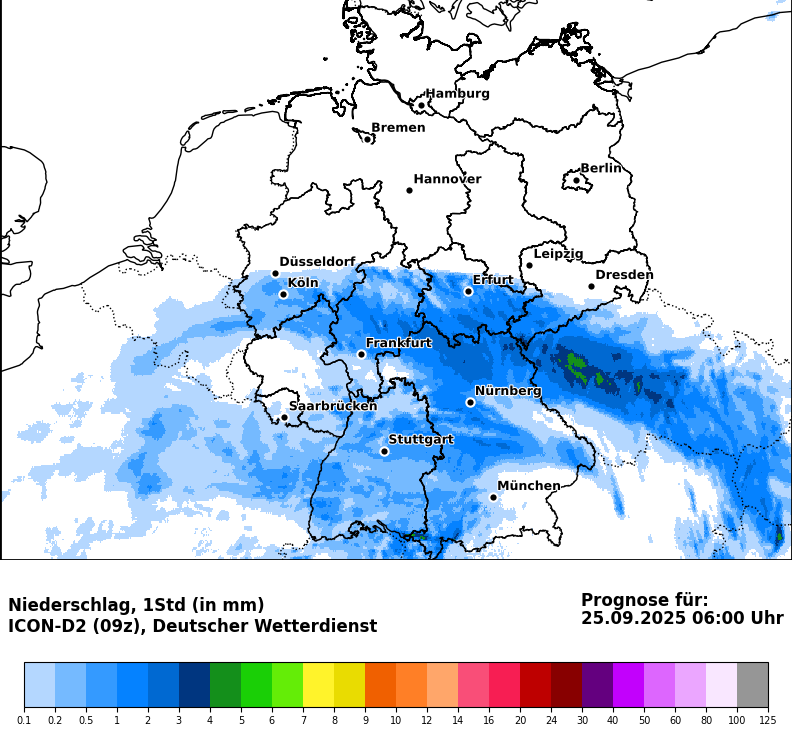 Hamburg
Bremen
Berlin
Hannover
Leipzig
Düsseldorf
Dresden
Köln
Erfurt
Frankfurt
Nürnberg
Saarbrücken
Stuttgart
München
Niederschlag, 1Std (in mm)
ICON-D2 (09z), Deutscher Wetterdienst
Prognose für:
25.09.2025 06:00 Uhr
0.1 0.2 0.5 1 2 3 4 5 6 7 8 9 10 12 14 16 20 24 30 40 50 60 80 100 125